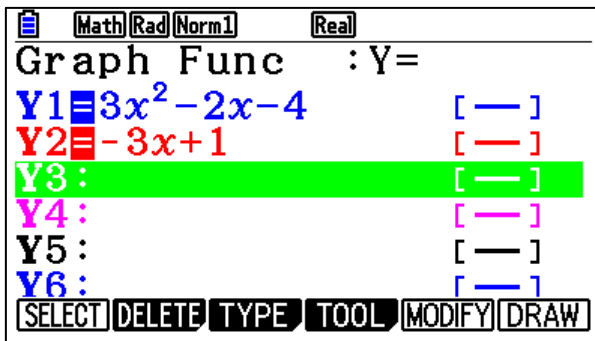 Math Rad Norm1 Real
Graph Func :Y=
Y1=3x²-2x-4 [—]
Y2=-3x+1 [—]
Y3: [—]
Y4: [—]
Y5: [—]
Y6: [—]
SELECT DELETE TYPE TOOL MODIFY DRAW